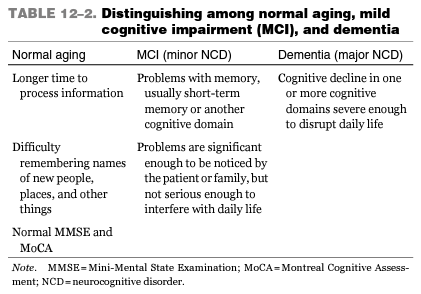 TABLE 12–2. Distinguishing among normal aging, mild
cognitive impairment (MCI), and dementia
Normal aging
MCI (minor NCD)
Dementia (major NCD)
Longer time to
process information
Problems with memory,
usually short-term
memory or another
cognitive domain
Cognitive decline in one
or more cognitive
domains severe enough
to disrupt daily life
Difficulty
remembering names
of new people,
places, and other
things
Problems are significant
enough to be noticed by
the patient or family, but
not serious enough to
interfere with daily life
Normal MMSE and
MoCA
Note. MMSE=Mini-Mental State Examination; MoCA=Montreal Cognitive Assess-
ment; NCD=neurocognitive disorder.